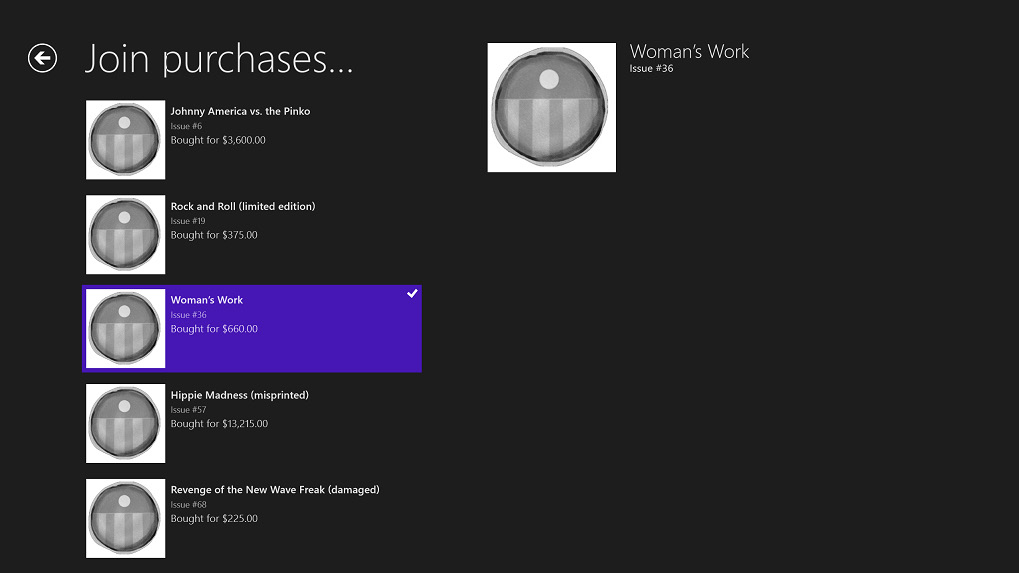 Join purchases...
Johnny America vs. the Pinko
Issue #6
Bought for $3,600.00
Rock and Roll (limited edition)
Issue #19
Bought for $375.00
Woman's Work
Issue #36
Bought for $660.00
Hippie Madness (misprinted)
Issue #57
Bought for $13,215.00
Revenge of the New Wave Freak (damaged)
Issue #68
Bought for $225.00
Woman's Work
Issue #36